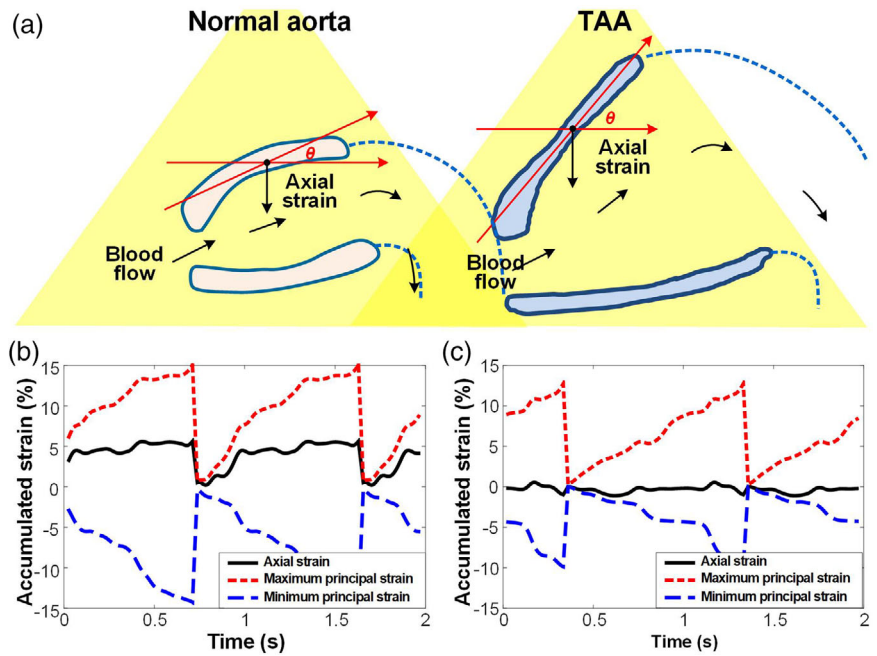 (a)
Normal aorta
TAA
θ
θ
Axial
strain
Axial
strain
Blood
flow
Blood
flow
(b)
(c)
Accumulated strain (%)
15
10
5
0
-5
-10
-15
0
0.5
1
1.5
2
Time (s)
Axial strain
Maximum principal strain
Minimum principal strain
Accumulated strain (%)
15
10
5
0
-5
-10
-15
0
0.5
1
1.5
2
Time (s)
Axial strain
Maximum principal strain
Minimum principal strain